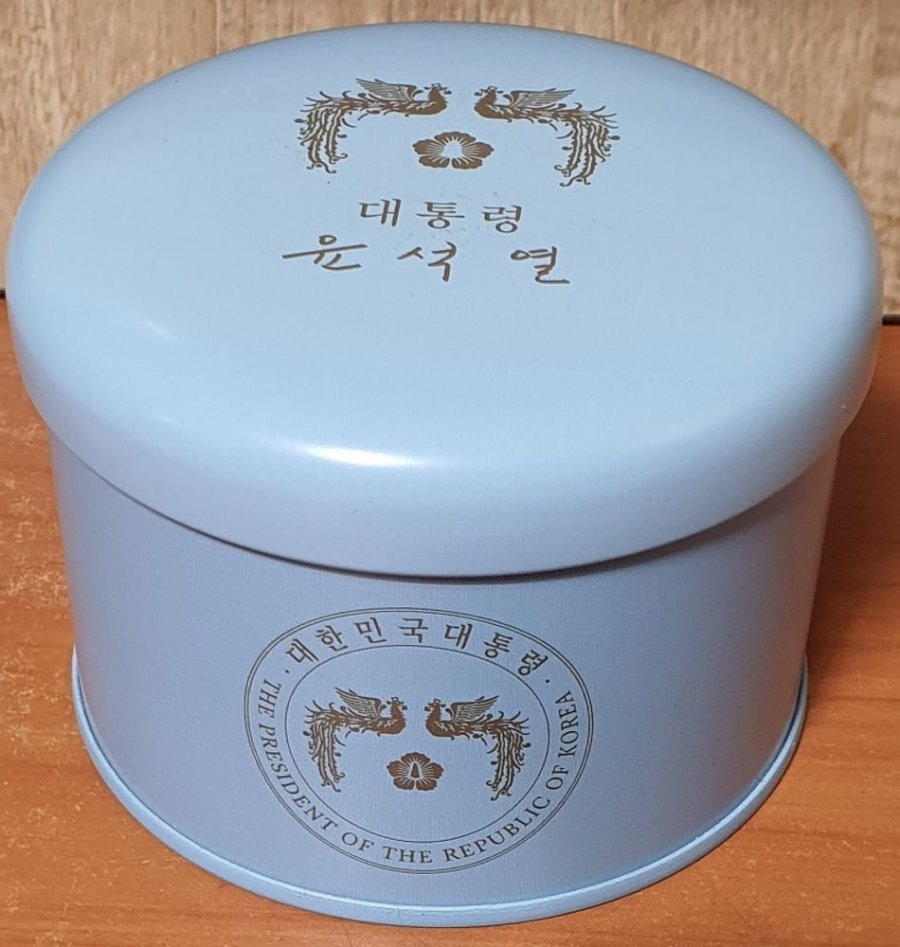 대통령
윤석열
· 대한민국대통령 ·
THE PRESIDENT OF THE REPUBLIC OF KOREA